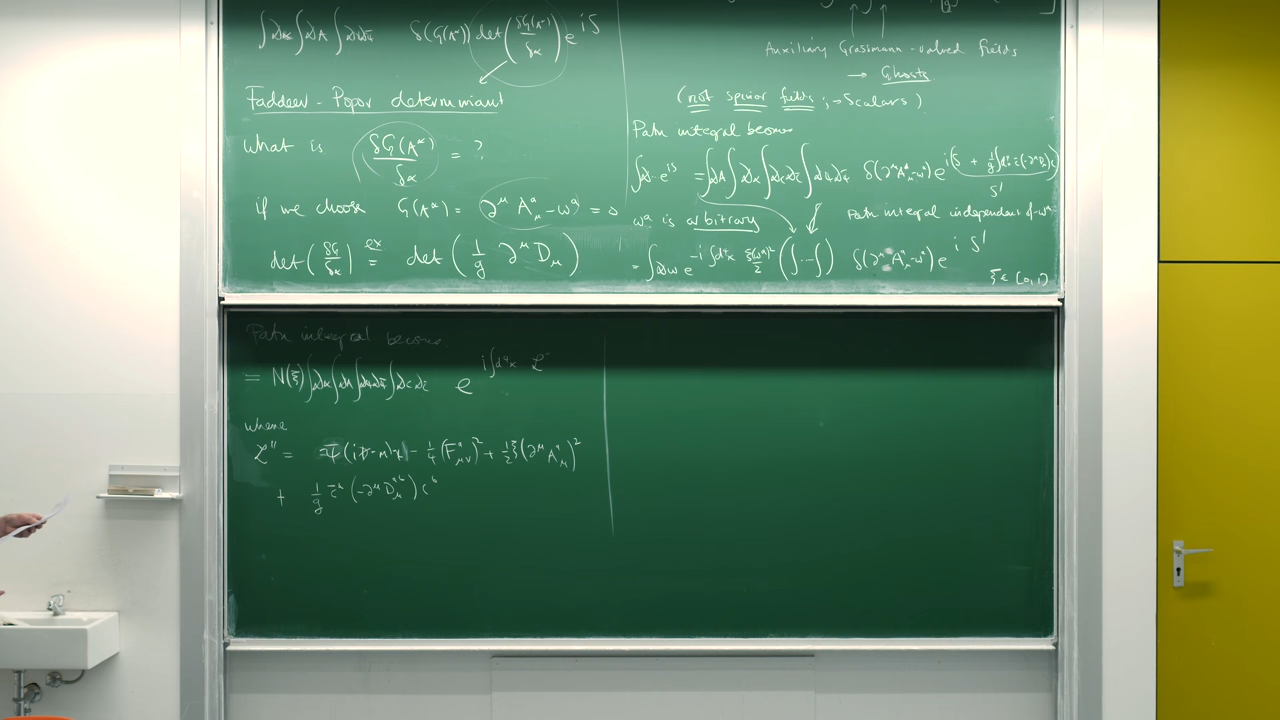 ∫𝒟α ∫𝒟A ∫𝒟ψ𝒟ψ̄ δ(G(A^α)) det(δG(A^α)/δα) e^{iS}
Faddeev-Popov determinant
What is δG(A^α)/δα = ?
if we choose G(A^α) = ∂^μ A^a_μ - ω^a = 0
det(δG/δα) =^{ex} det(1/g ∂^μ D_μ)
Auxiliary Grassmann-valued fields
→ Ghosts
(not spinor fields; → Scalars)
Path integral becomes
∫𝒟.. e^{iS} = ∫𝒟A ∫𝒟α ∫𝒟c𝒟c̄ ∫𝒟ψ𝒟ψ̄ δ(∂^μ A^a_μ - ω^a) e^{i(S + 1/g ∫d^4x c̄(-∂^μ D_μ)c)}
S'
ω^a is arbitrary Path integral independent of ω^a
= ∫𝒟ω e^{-i∫d^4x ξ(ω^a)^2/2} (∫...∫) δ(∂^μ A^a_μ - ω^a) e^{iS'}
ξ ∈ [0,1]
Path integral becomes
= N(ξ) ∫𝒟α ∫𝒟A ∫𝒟ψ𝒟ψ̄ ∫𝒟c𝒟c̄ e^{i∫d^4x ℒ''}
where
ℒ'' = ψ̄(iD̸ - m)ψ - 1/4 (F^a_{μν})^2 + 1/2 ξ(∂^μ A^a_μ)^2
+ 1/g c̄^a (-∂^μ D^{ab}_μ) c^b